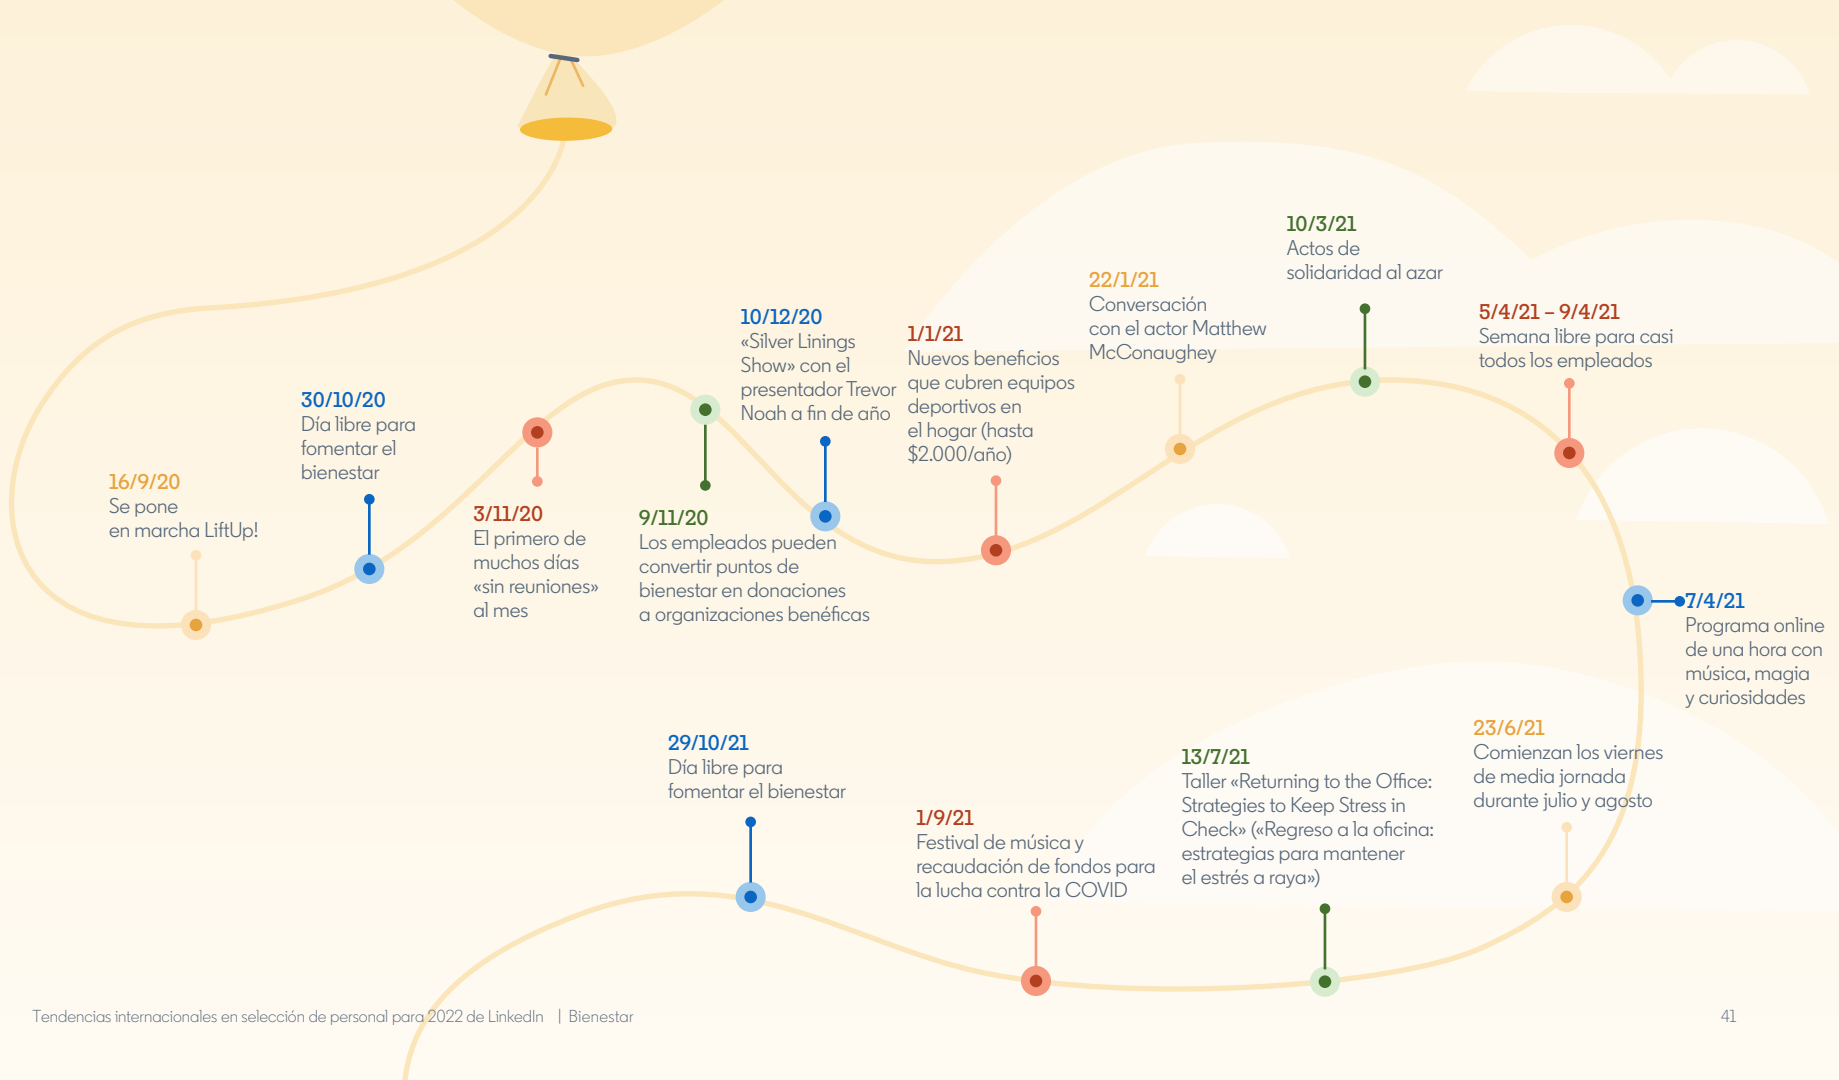 16/9/20
Se pone
en marcha LiftUp!
30/10/20
Día libre para
fomentar el
bienestar
3/11/20
El primero de
muchos días
«sin reuniones»
al mes
9/11/20
Los empleados pueden
convertir puntos de
bienestar en donaciones
a organizaciones benéficas
10/12/20
«Silver Linings
Show» con el
presentador Trevor
Noah a fin de año
1/1/21
Nuevos beneficios
que cubren equipos
deportivos en
el hogar (hasta
$2.000/año)
22/1/21
Conversación
con el actor Matthew
McConaughey
10/3/21
Actos de
solidaridad al azar
5/4/21 – 9/4/21
Semana libre para casi
todos los empleados
7/4/21
Programa online
de una hora con
música, magia
y curiosidades
23/6/21
Comienzan los viernes
de media jornada
durante julio y agosto
13/7/21
Taller «Returning to the Office:
Strategies to Keep Stress in
Check» («Regreso a la oficina:
estrategias para mantener
el estrés a raya»)
1/9/21
Festival de música y
recaudación de fondos para
la lucha contra la COVID
29/10/21
Día libre para
fomentar el bienestar
Tendencias internacionales en selección de personal para 2022 de LinkedIn | Bienestar
41